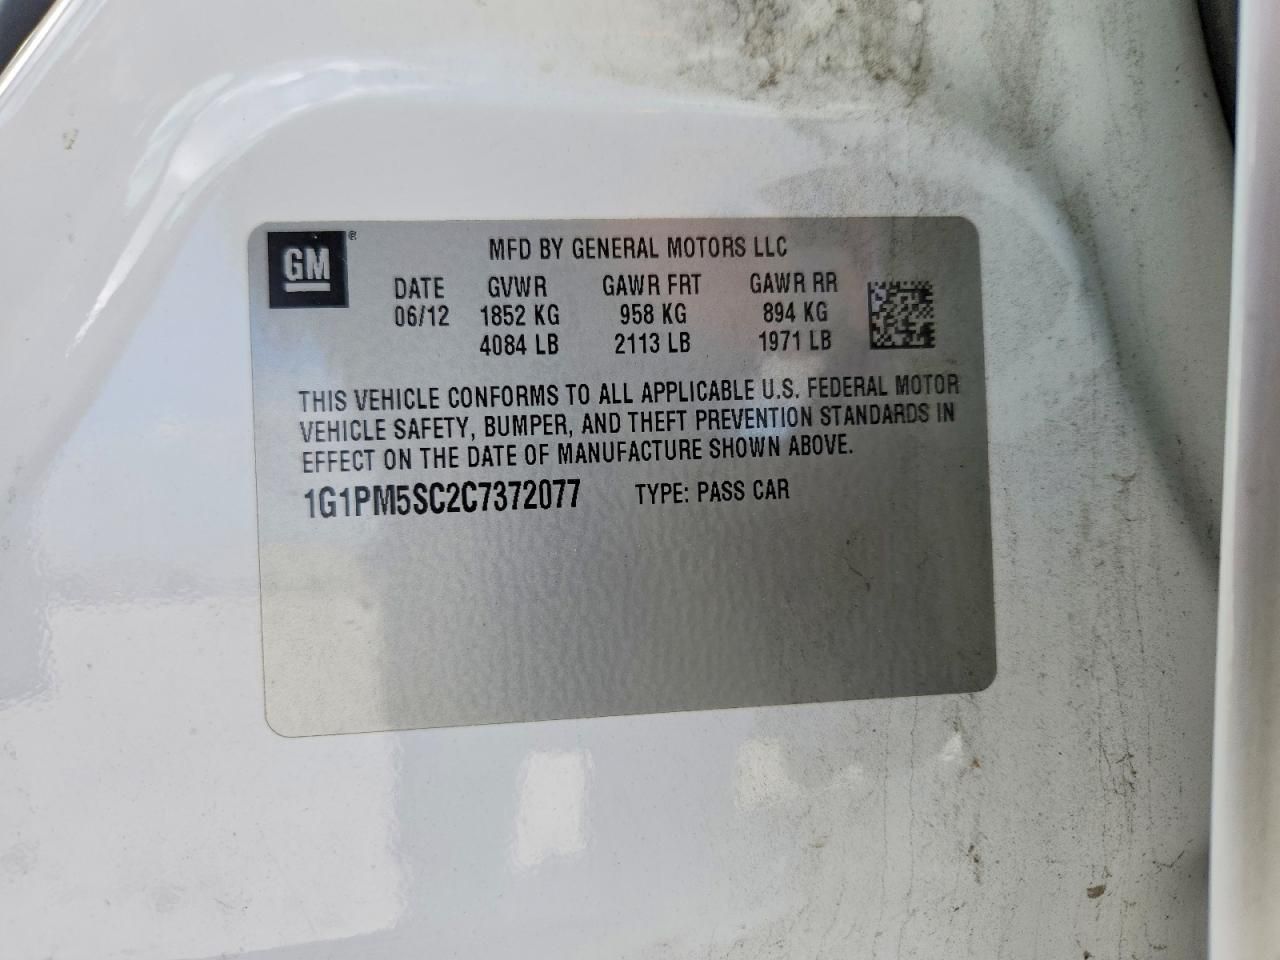 GM®
MFD BY GENERAL MOTORS LLC
DATE GVWR GAWR FRT GAWR RR
06/12 1852 KG 958 KG 894 KG
4084 LB 2113 LB 1971 LB
THIS VEHICLE CONFORMS TO ALL APPLICABLE U.S. FEDERAL MOTOR
VEHICLE SAFETY, BUMPER, AND THEFT PREVENTION STANDARDS IN
EFFECT ON THE DATE OF MANUFACTURE SHOWN ABOVE.
1G1PM5SC2C7372077 TYPE: PASS CAR